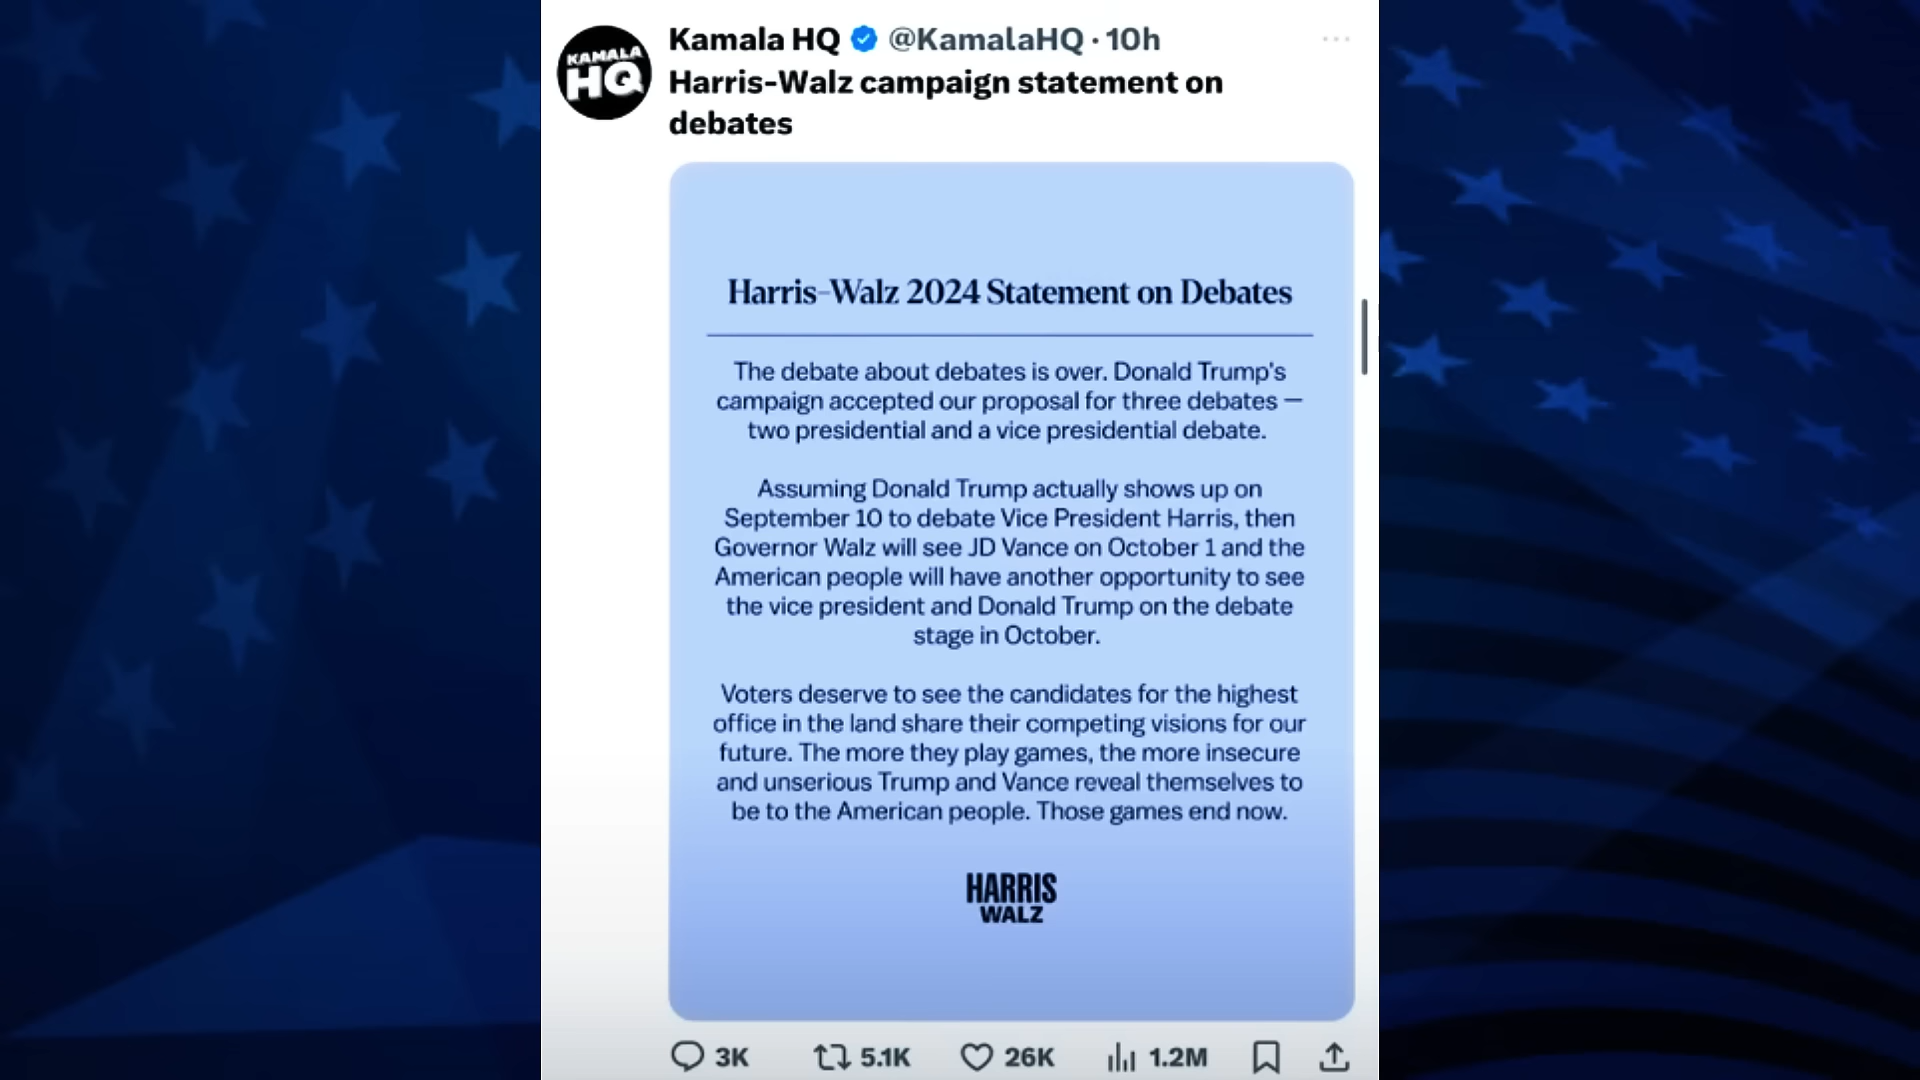 Kamala HQ @KamalaHQ · 10h
KAMALA
HQ
Harris-Walz campaign statement on
debates
Harris-Walz 2024 Statement on Debates
The debate about debates is over. Donald Trump's
campaign accepted our proposal for three debates —
two presidential and a vice presidential debate.
Assuming Donald Trump actually shows up on
September 10 to debate Vice President Harris, then
Governor Walz will see JD Vance on October 1 and the
American people will have another opportunity to see
the vice president and Donald Trump on the debate
stage in October.
Voters deserve to see the candidates for the highest
office in the land share their competing visions for our
future. The more they play games, the more insecure
and unserious Trump and Vance reveal themselves to
be to the American people. Those games end now.
HARRIS
WALZ
3K 5.1K 26K 1.2M